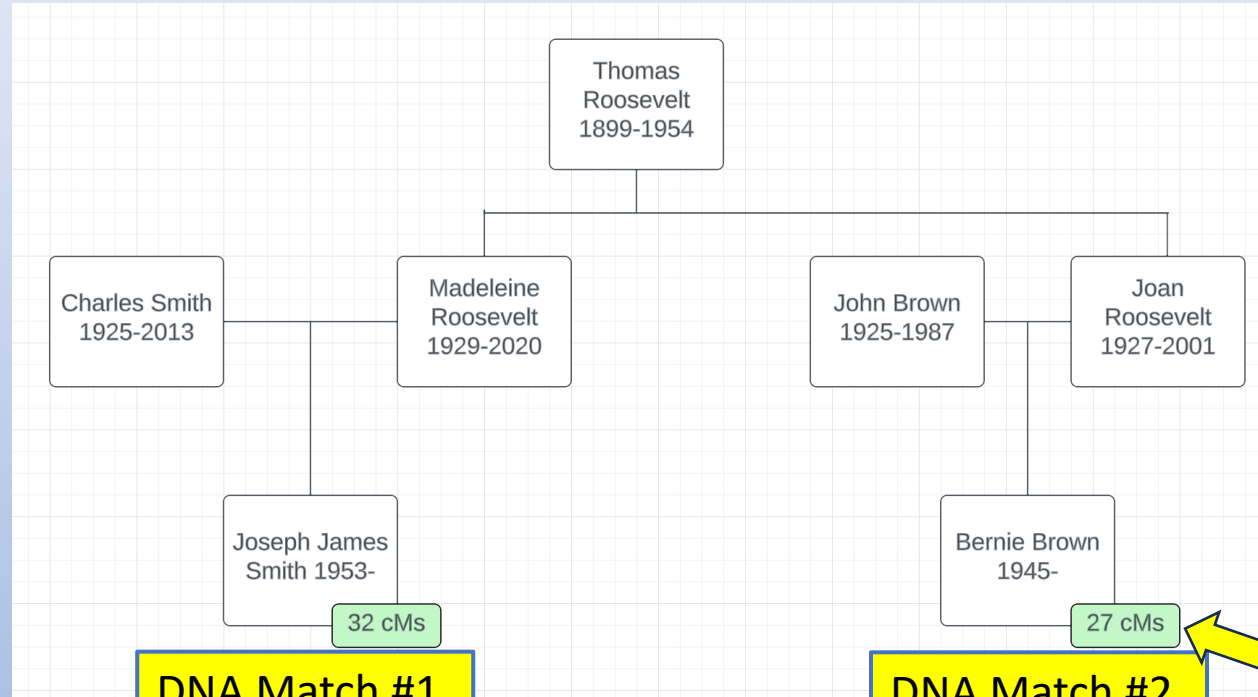 Thomas
Roosevelt
1899-1954
Charles Smith
1925-2013
Madeleine
Roosevelt
1929-2020
John Brown
1925-1987
Joan
Roosevelt
1927-2001
Joseph James
Smith 1953-
32 cMs
DNA Match #1
Bernie Brown
1945-
27 cMs
DNA Match #2